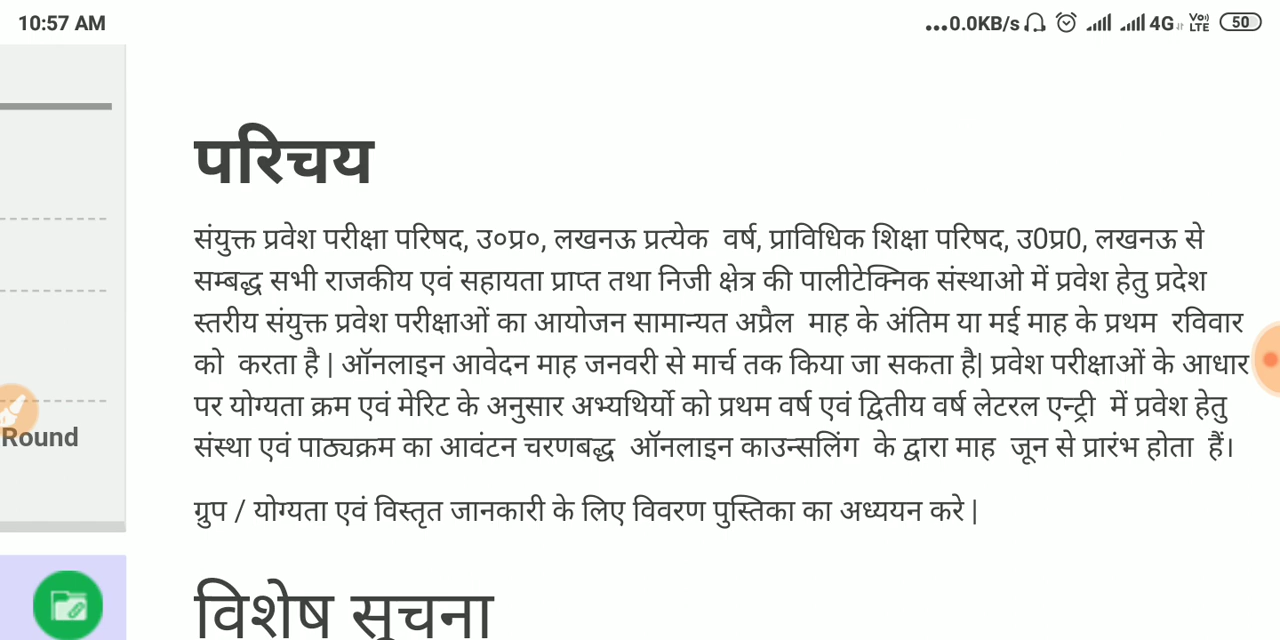 10:57 AM
...0.0KB/s 4G Vo) LTE 50
परिचय
संयुक्त प्रवेश परीक्षा परिषद, उ०प्र०, लखनऊ प्रत्येक वर्ष, प्राविधिक शिक्षा परिषद, उ0प्र0, लखनऊ से
सम्बद्ध सभी राजकीय एवं सहायता प्राप्त तथा निजी क्षेत्र की पालीटेक्निक संस्थाओ में प्रवेश हेतु प्रदेश
स्तरीय संयुक्त प्रवेश परीक्षाओं का आयोजन सामान्यत अप्रैल माह के अंतिम या मई माह के प्रथम रविवार
को करता है | ऑनलाइन आवेदन माह जनवरी से मार्च तक किया जा सकता है| प्रवेश परीक्षाओं के आधार
पर योग्यता क्रम एवं मेरिट के अनुसार अभ्यथिर्यो को प्रथम वर्ष एवं द्वितीय वर्ष लेटरल एन्ट्री में प्रवेश हेतु
Round
संस्था एवं पाठ्यक्रम का आवंटन चरणबद्ध ऑनलाइन काउन्सलिंग के द्वारा माह जून से प्रारंभ होता हैं।
ग्रुप / योग्यता एवं विस्तृत जानकारी के लिए विवरण पुस्तिका का अध्ययन करे |
विशेष सूचना